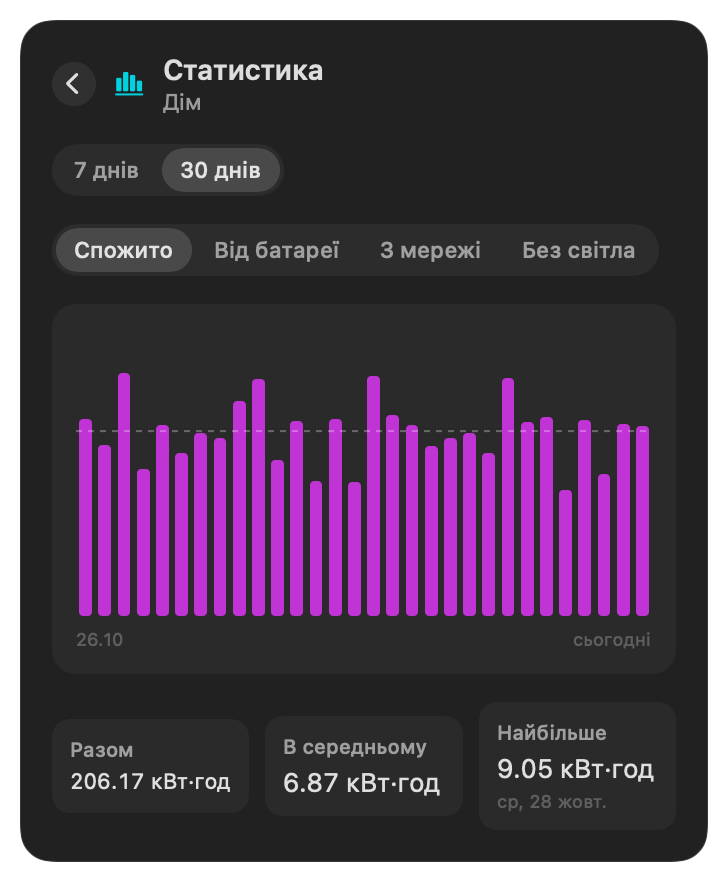 Статистика
Дім
7 днів
30 днів
Спожито
Від батареї
З мережі
Без світла
26.10
сьогодні
Разом
206.17 кВт·год
В середньому
6.87 кВт·год
Найбільше
9.05 кВт·год
ср, 28 жовт.